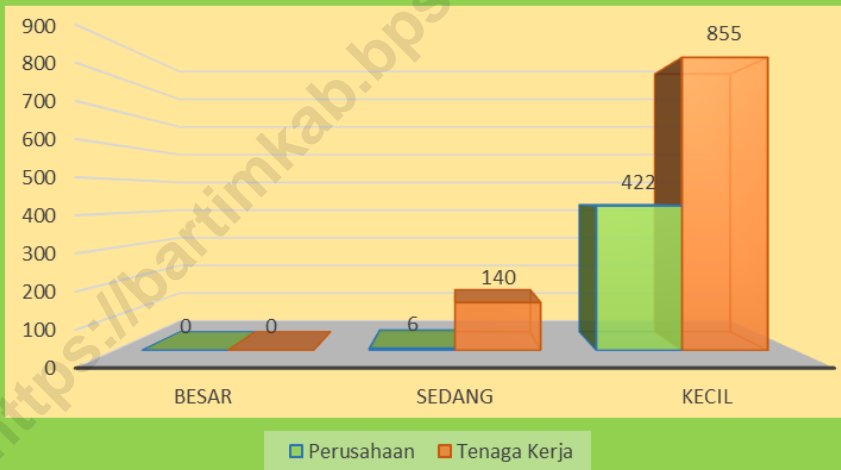 900
800
700
600
500
400
300
200
100
0
0
0
6
140
422
855
BESAR
SEDANG
KECIL
Perusahaan
Tenaga Kerja
https://bartimkab.bps